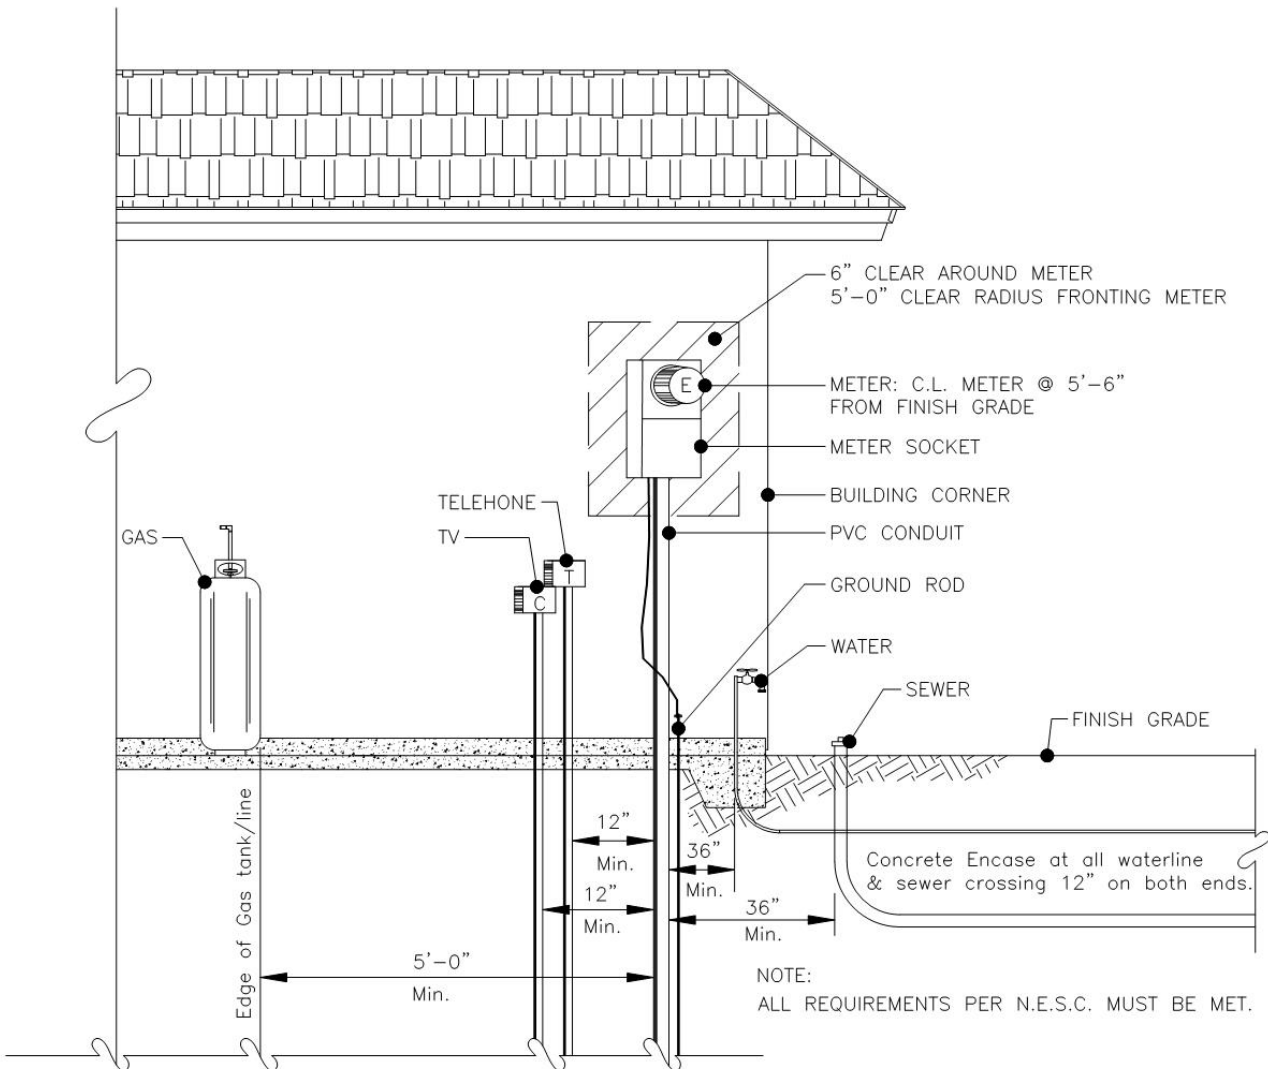 6” CLEAR AROUND METER
5’-0” CLEAR RADIUS FRONTING METER
E
METER: C.L. METER @ 5’-6”
FROM FINISH GRADE
METER SOCKET
BUILDING CORNER
PVC CONDUIT
TELEHONE
TV
GAS
T
C
GROUND ROD
WATER
SEWER
FINISH GRADE
Edge of Gas tank/line
12”
Min.
36”
Min.
12”
Min.
36”
Min.
5’-0”
Min.
Concrete Encase at all waterline
& sewer crossing 12” on both ends.
NOTE:
ALL REQUIREMENTS PER N.E.S.C. MUST BE MET.